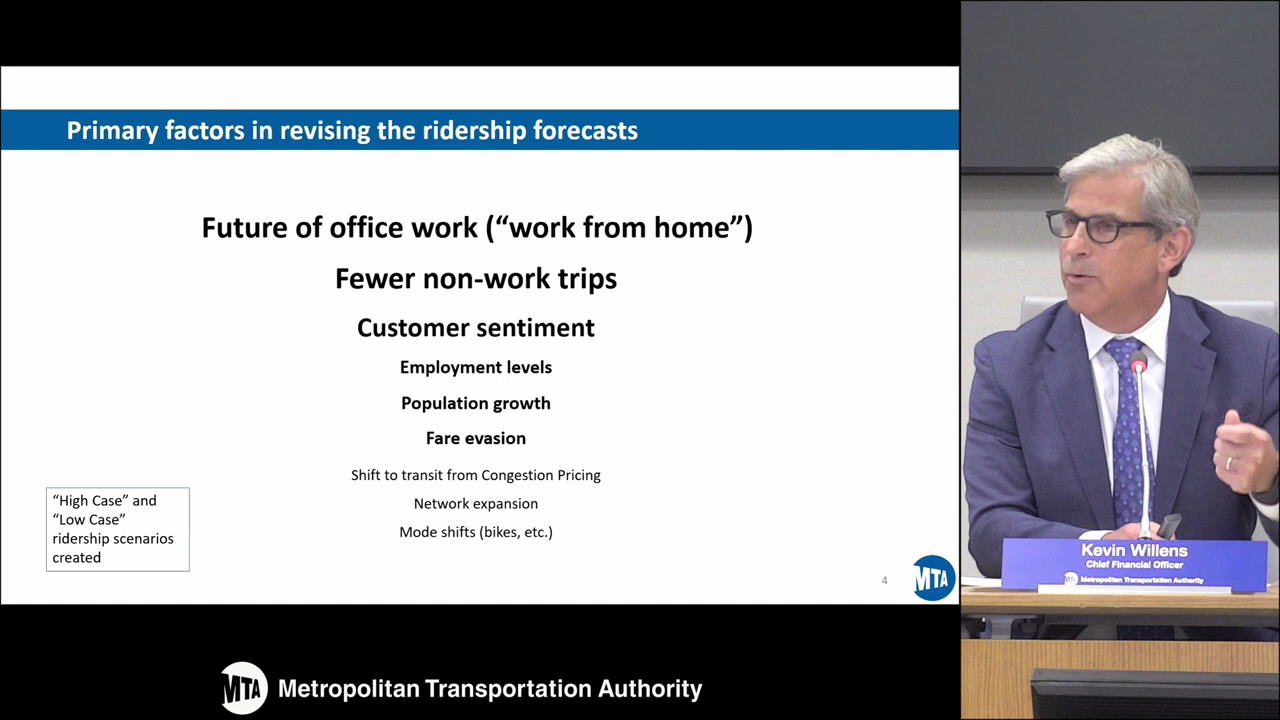 Primary factors in revising the ridership forecasts
Future of office work (“work from home”)
Fewer non-work trips
Customer sentiment
Employment levels
Population growth
Fare evasion
Shift to transit from Congestion Pricing
Network expansion
Mode shifts (bikes, etc.)
“High Case” and
“Low Case”
ridership scenarios
created
4
MTA
Kevin Willens
Chief Financial Officer
MTA Metropolitan Transportation Authority
MTA Metropolitan Transportation Authority